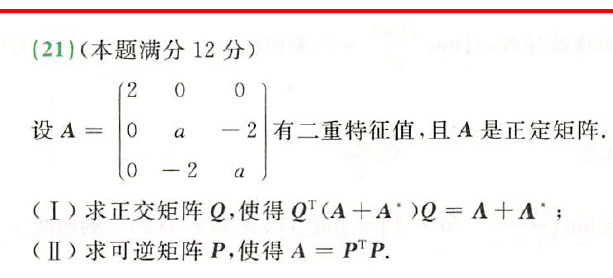 (21)(本题满分 12 分)
设 A = (2 0 0
0 a −2
0 −2 a) 有二重特征值,且 A 是正定矩阵.
(Ⅰ)求正交矩阵 Q,使得 Qᵀ(A + A*)Q = Λ + Λ*;
(Ⅱ)求可逆矩阵 P,使得 A = PᵀP.